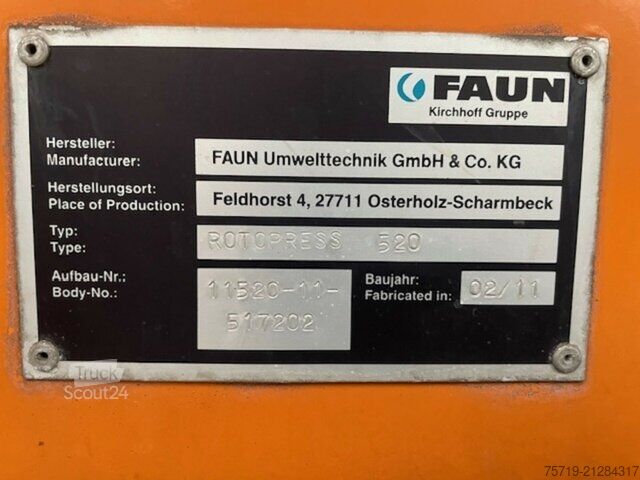 FAUN
Kirchhoff Gruppe
Hersteller:
Manufacturer:
FAUN Umwelttechnik GmbH & Co. KG
Herstellungsort:
Place of Production:
Feldhorst 4, 27711 Osterholz-Scharmbeck
Typ:
Type:
ROTOPRESS 520
Aufbau-Nr.:
Body-No.:
11520-11-
517202
Baujahr:
Fabricated in:
02/11
Truck
Scout24
75719-21284317